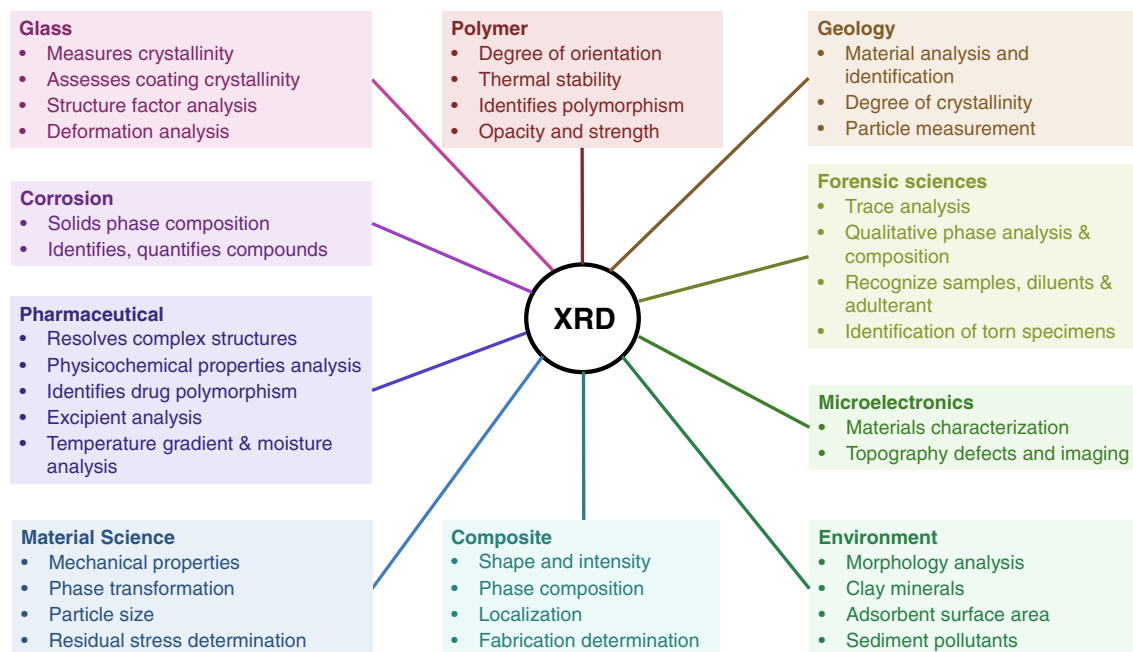 Glass
• Measures crystallinity
• Assesses coating crystallinity
• Structure factor analysis
• Deformation analysis
Polymer
• Degree of orientation
• Thermal stability
• Identifies polymorphism
• Opacity and strength
Geology
• Material analysis and
identification
• Degree of crystallinity
• Particle measurement
Corrosion
• Solids phase composition
• Identifies, quantifies compounds
Forensic sciences
• Trace analysis
• Qualitative phase analysis &
composition
• Recognize samples, diluents &
adulterant
• Identification of torn specimens
XRD
Pharmaceutical
• Resolves complex structures
• Physicochemical properties analysis
• Identifies drug polymorphism
• Excipient analysis
• Temperature gradient & moisture
analysis
Microelectronics
• Materials characterization
• Topography defects and imaging
Material Science
• Mechanical properties
• Phase transformation
• Particle size
• Residual stress determination
Composite
• Shape and intensity
• Phase composition
• Localization
• Fabrication determination
Environment
• Morphology analysis
• Clay minerals
• Adsorbent surface area
• Sediment pollutants